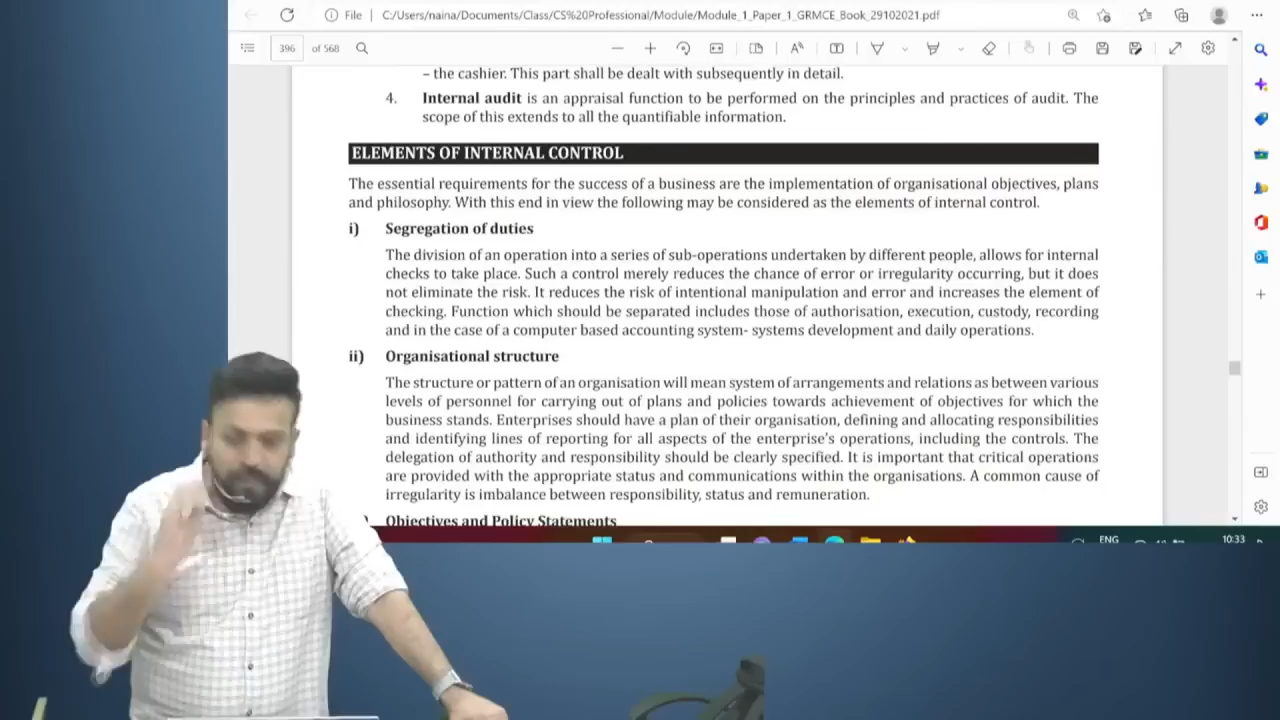 File
C:/Users/naina/Documents/Class/CS%20Professional/Module/Module_1_Paper_1_GRMCE_Book_29102021.pdf
396 of 568
– the cashier. This part shall be dealt with subsequently in detail.
4. Internal audit is an appraisal function to be performed on the principles and practices of audit. The
scope of this extends to all the quantifiable information.
ELEMENTS OF INTERNAL CONTROL
The essential requirements for the success of a business are the implementation of organisational objectives, plans
and philosophy. With this end in view the following may be considered as the elements of internal control.
i) Segregation of duties
The division of an operation into a series of sub-operations undertaken by different people, allows for internal
checks to take place. Such a control merely reduces the chance of error or irregularity occurring, but it does
not eliminate the risk. It reduces the risk of intentional manipulation and error and increases the element of
checking. Function which should be separated includes those of authorisation, execution, custody, recording
and in the case of a computer based accounting system- systems development and daily operations.
ii) Organisational structure
The structure or pattern of an organisation will mean system of arrangements and relations as between various
levels of personnel for carrying out of plans and policies towards achievement of objectives for which the
business stands. Enterprises should have a plan of their organisation, defining and allocating responsibilities
and identifying lines of reporting for all aspects of the enterprise's operations, including the controls. The
delegation of authority and responsibility should be clearly specified. It is important that critical operations
are provided with the appropriate status and communications within the organisations. A common cause of
irregularity is imbalance between responsibility, status and remuneration.
) Objectives and Policy Statements
ENG
10:33